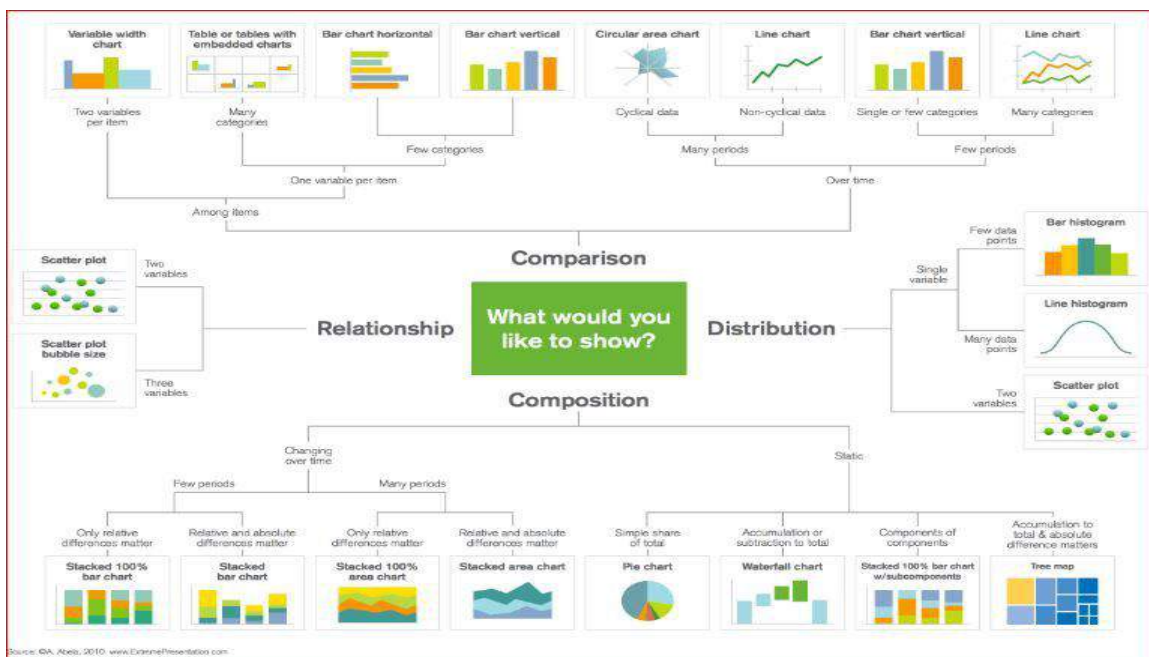 Variable width
chart
Table or tables with
embedded charts
Bar chart horizontal
Bar chart vertical
Circular area chart
Line chart
Bar chart vertical
Line chart
Two variables
per item
Many
categories
Cyclical data
Non-cyclical data
Single or few categories
Many categories
Few categories
Many periods
Few periods
One variable per item
Over time
Among items
Comparison
Scatter plot
Two
variables
Relationship
Scatter plot
bubble size
Three
variables
What would you
like to show?
Distribution
Single
variable
Few data
points
Bar histogram
Many data
points
Line histogram
Two
variables
Scatter plot
Composition
Changing
over time
Static
Few periods
Many periods
Only relative
differences matter
Relative and absolute
differences matter
Only relative
differences matter
Relative and absolute
differences matter
Simple share
of total
Accumulation or
subtraction to total
Components of
components
Accumulation to
total & absolute
difference matters
Stacked 100%
bar chart
Stacked
bar chart
Stacked 100%
area chart
Stacked area chart
Pie chart
Waterfall chart
Stacked 100% bar chart
w/subcomponents
Tree map
Source: ©A. Abela, 2010 www.ExtremePresentation.com